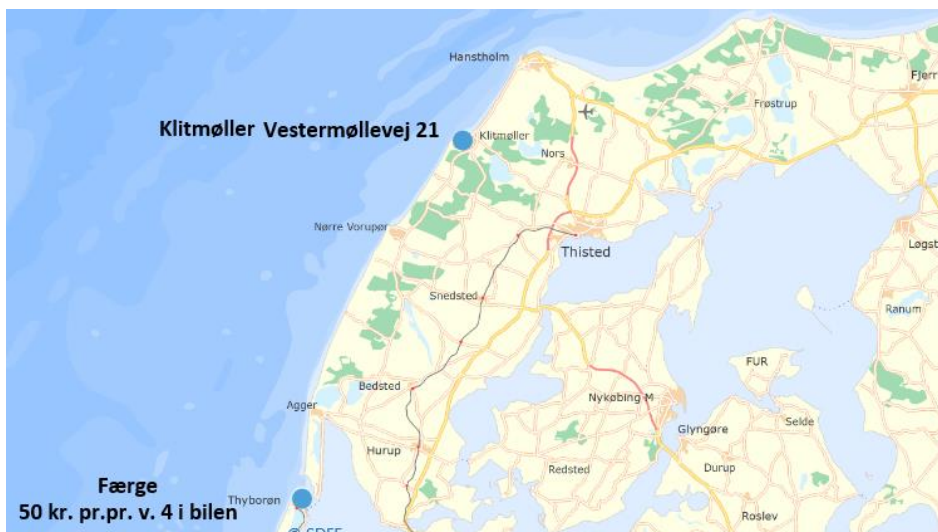 Hanstholm
Fjerr
Frøstrup
Klitmøller Vestermøllevej 21
Klitmøller
Nors
Nørre Vorupør
Thisted
Løgst
Snedsted
Ranum
FUR
Bedsted
Nykøbing M
Agger
Selde
Glyngøre
Hurup
Durup
Redsted
Færge
Thyborøn
50 kr. pr.pr. v. 4 i bilen